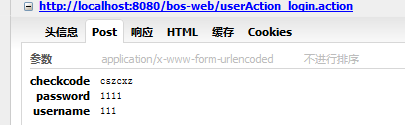 http://localhost:8080/bos-web/userAction_login.action
头信息 Post 响应 HTML 缓存 Cookies
参数 application/x-www-form-urlencoded 不进行排序
checkcode cszcxz
password 1111
username 111